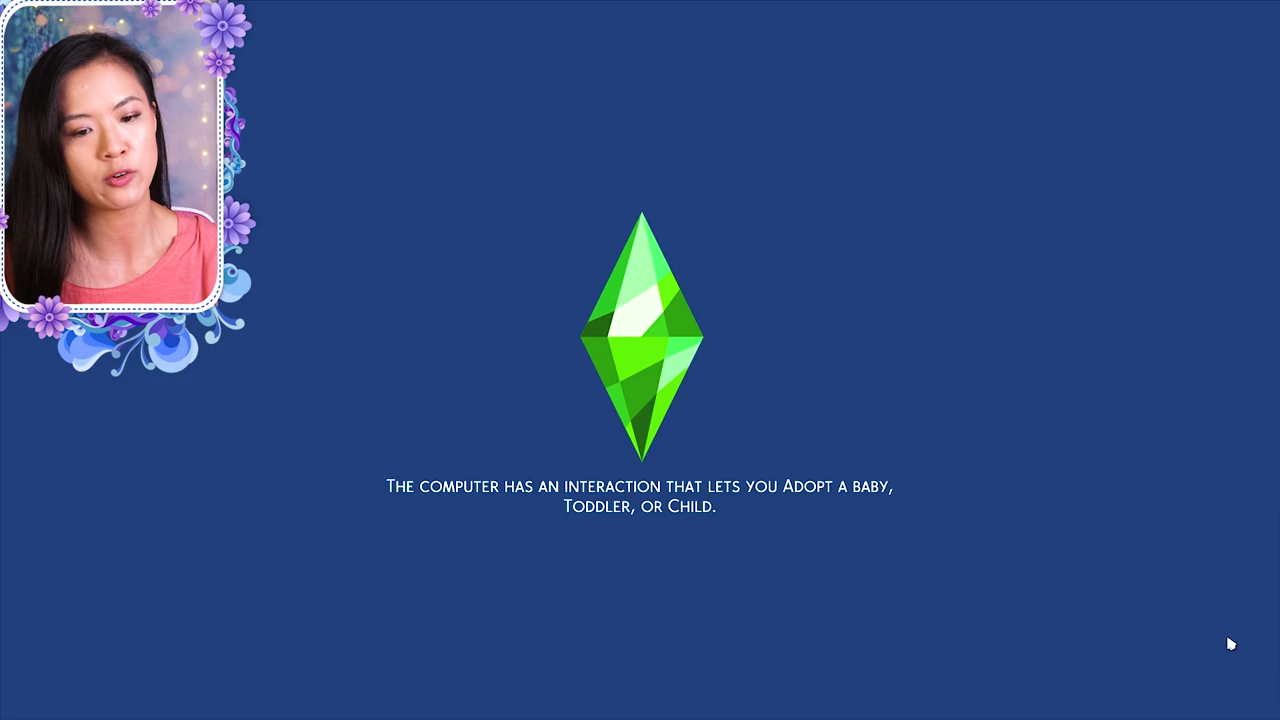 The computer has an interaction that lets you Adopt a baby,
Toddler, or Child.